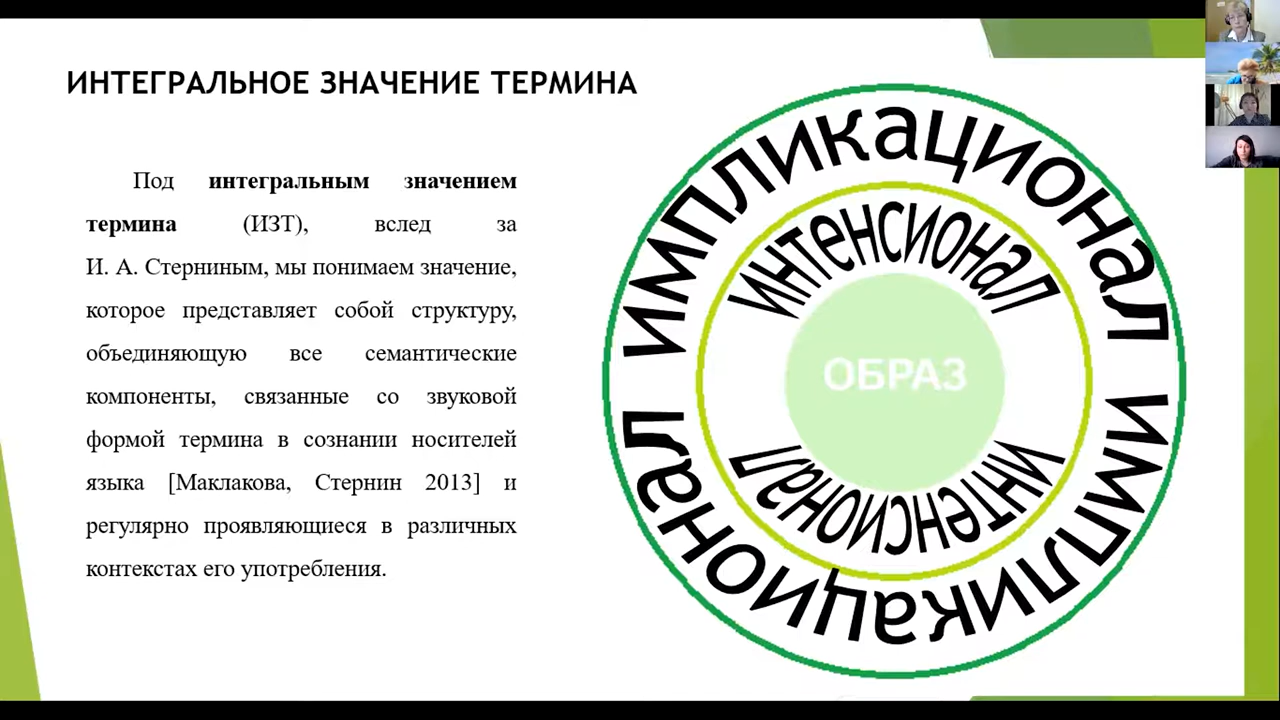 ИНТЕГРАЛЬНОЕ ЗНАЧЕНИЕ ТЕРМИНА
Под интегральным значением
термина (ИЗТ), вслед за
И. А. Стерниным, мы понимаем значение,
которое представляет собой структуру,
объединяющую все семантические
компоненты, связанные со звуковой
формой термина в сознании носителей
языка [Маклакова, Стернин 2013] и
регулярно проявляющиеся в различных
контекстах его употребления.
импликационал
интенсионал
ОБРАЗ
интенсионал
импликационал